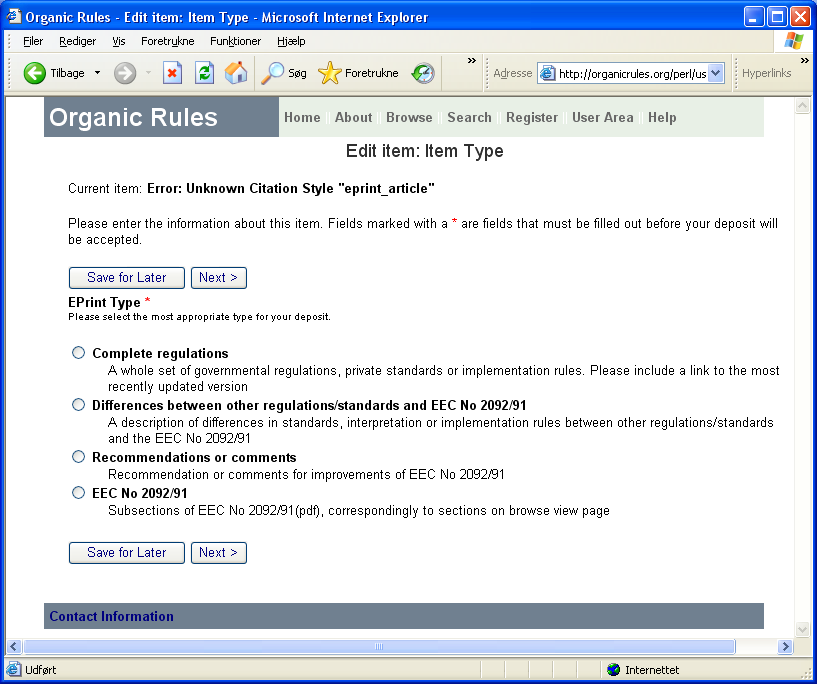 Organic Rules - Edit item: Item Type - Microsoft Internet Explorer
Filer Rediger Vis Foretrukne Funktioner Hjælp
Tilbage Søg Foretrukne » Adresse http://organicrules.org/perl/us Hyperlinks »
Organic Rules Home About Browse Search Register User Area Help
Edit item: Item Type
Current item: Error: Unknown Citation Style "eprint_article"
Please enter the information about this item. Fields marked with a * are fields that must be filled out before your deposit will
be accepted.
Save for Later Next >
EPrint Type *
Please select the most appropriate type for your deposit.
Complete regulations
A whole set of governmental regulations, private standards or implementation rules. Please include a link to the most
recently updated version
Differences between other regulations/standards and EEC No 2092/91
A description of differences in standards, interpretation or implementation rules between other regulations/standards
and the EEC No 2092/91
Recommendations or comments
Recommendation or comments for improvements of EEC No 2092/91
EEC No 2092/91
Subsections of EEC No 2092/91(pdf), correspondingly to sections on browse view page
Save for Later Next >
Contact Information
Udført Internettet